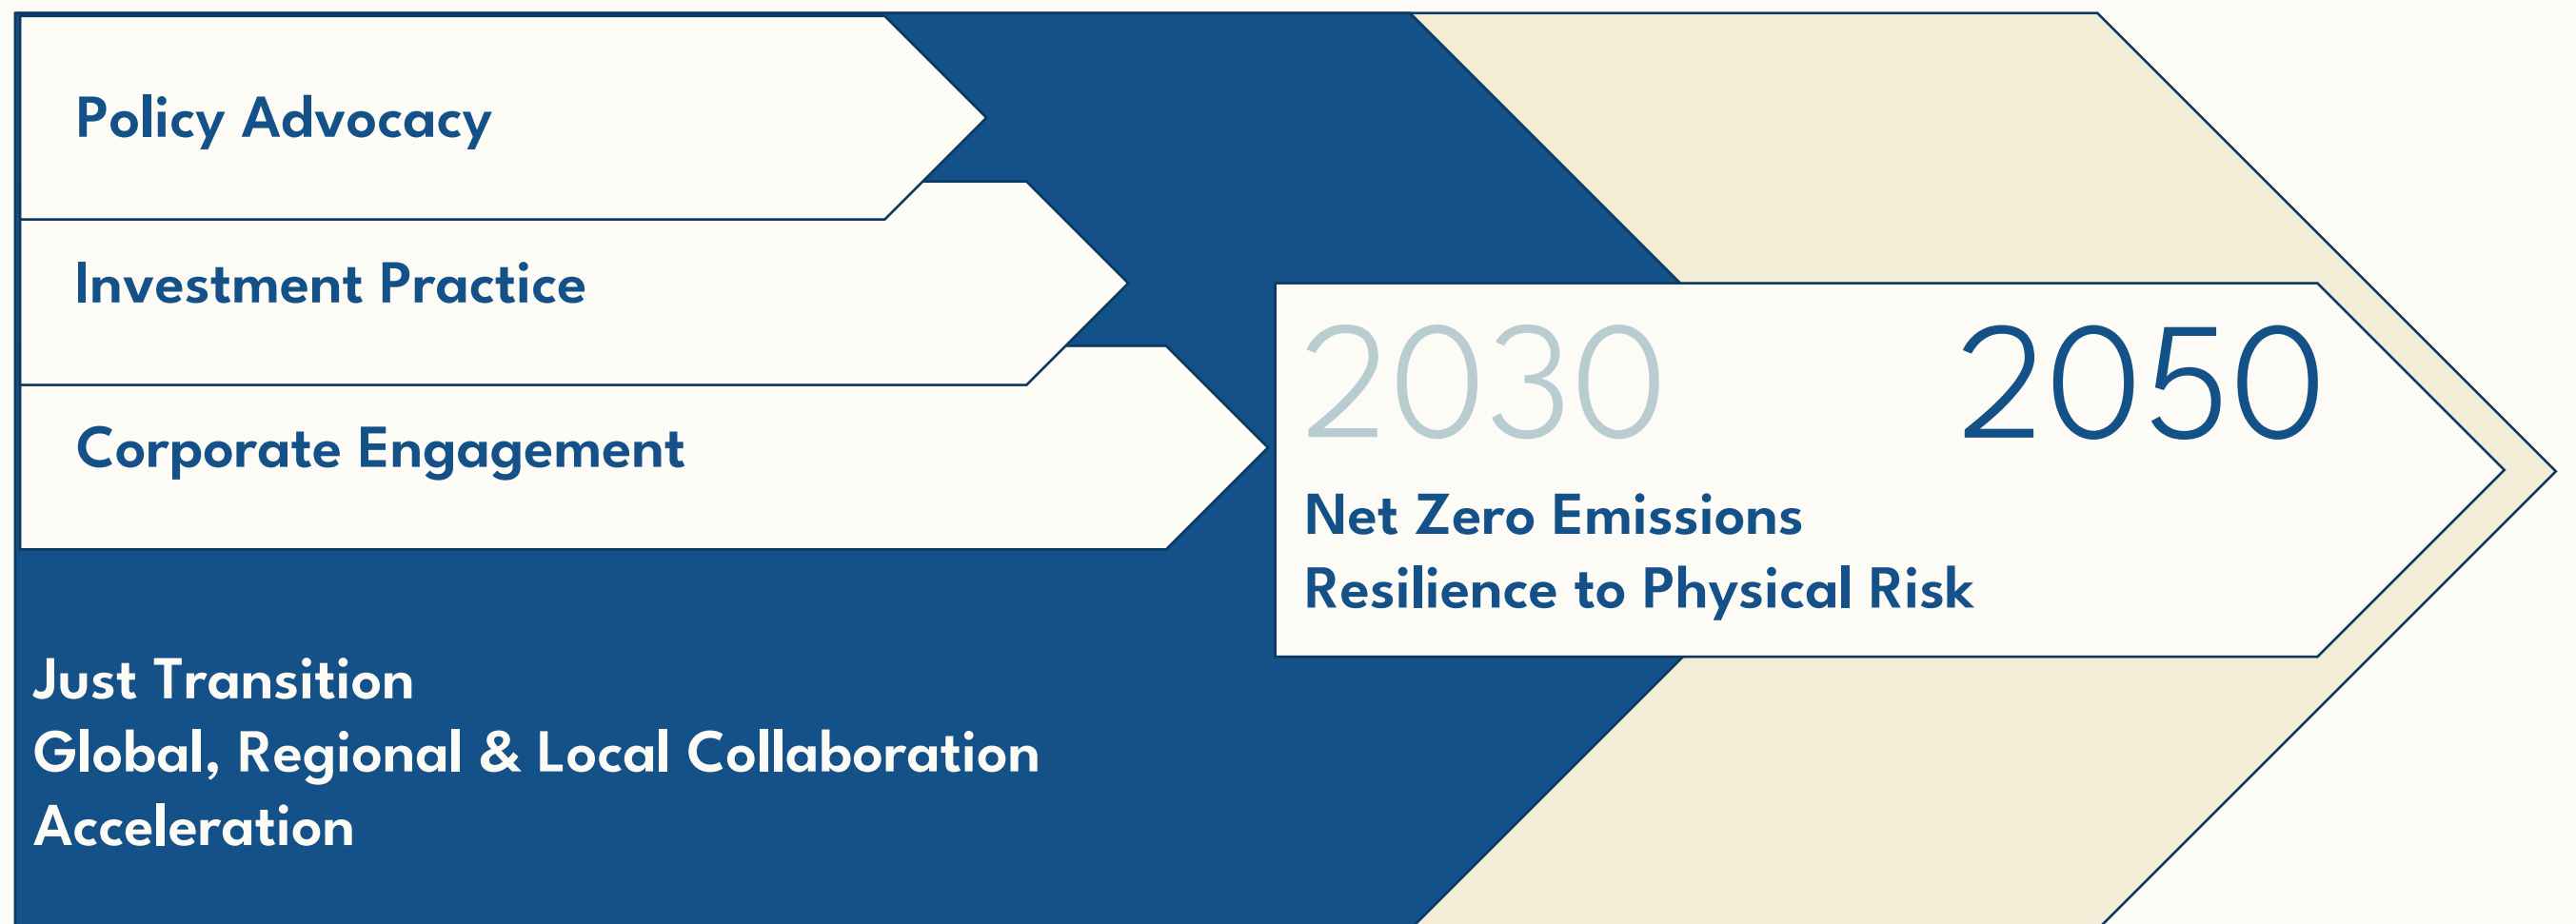 Policy Advocacy
Investment Practice
Corporate Engagement
2030 2050
Net Zero Emissions
Resilience to Physical Risk
Just Transition
Global, Regional & Local Collaboration
Acceleration